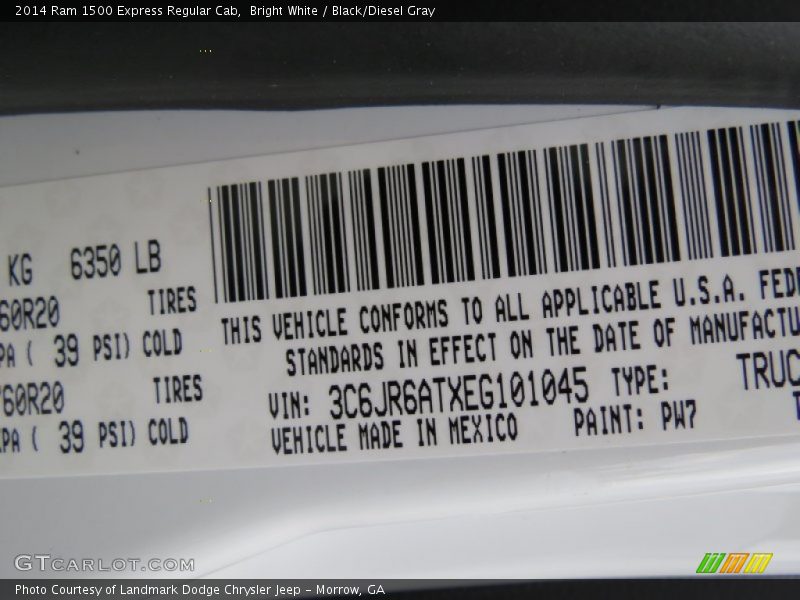 2014 Ram 1500 Express Regular Cab, Bright White / Black/Diesel Gray
KG 6350 LB
60R20 TIRES
PA ( 39 PSI) COLD
60R20 TIRES
KPA ( 39 PSI) COLD
THIS VEHICLE CONFORMS TO ALL APPLICABLE U.S.A. FEDE
STANDARDS IN EFFECT ON THE DATE OF MANUFACTU
VIN: 3C6JR6ATXEG101045 TYPE: TRUC
VEHICLE MADE IN MEXICO PAINT: PW7
GTCARLOT.COM
Photo Courtesy of Landmark Dodge Chrysler Jeep - Morrow, GA